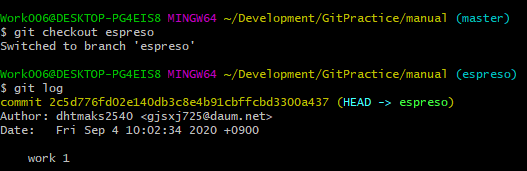 Work006@DESKTOP-PG4EIS8 MINGW64 ~/Development/GitPractice/manual (master)
$ git checkout espreso
Switched to branch 'espreso'
Work006@DESKTOP-PG4EIS8 MINGW64 ~/Development/GitPractice/manual (espreso)
$ git log
commit 2c5d776fd02e140db3c8e4b91cbffcbd3300a437 (HEAD -> espreso)
Author: dhtmaks2540 <gjsxj725@daum.net>
Date:   Fri Sep 4 10:02:34 2020 +0900
work 1